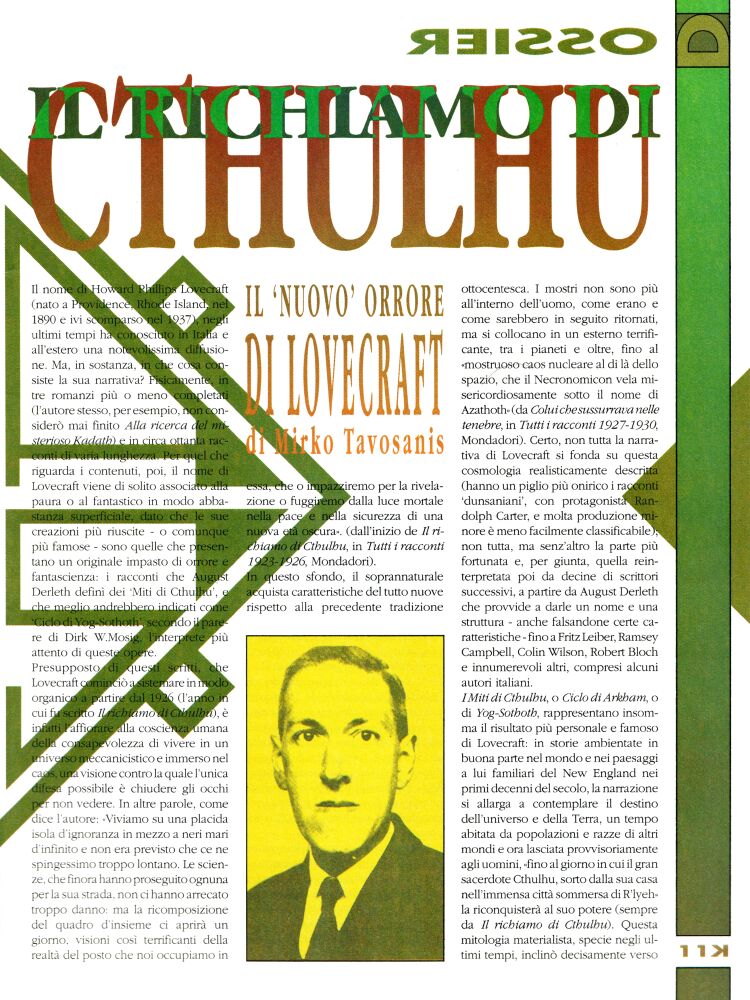 DOSSIER
IL RICHIAMO DI
CTHULHU
Il nome di Howard Phillips Lovecraft
(nato a Providence, Rhode Island, nel
1890 e ivi scomparso nel 1937), negli
ultimi tempi ha conosciuto in Italia e
all'estero una notevolissima diffusio-
ne. Ma, in sostanza, in che cosa con-
siste la sua narrativa? Fisicamente, in
tre romanzi più o meno completati
(l'autore stesso, per esempio, non con-
siderò mai finito Alla ricerca del mi-
sterioso Kadath) e in circa ottanta rac-
conti di varia lunghezza. Per quel che
riguarda i contenuti, poi, il nome di
Lovecraft viene di solito associato alla
paura o al fantastico in modo abba-
stanza superficiale, dato che le sue
creazioni più riuscite - o comunque
più famose - sono quelle che presen-
tano un originale impasto di orrore e
fantascienza: i racconti che August
Derleth definì dei 'Miti di Cthulhu', e
che meglio andrebbero indicati come
'Ciclo di Yog-Sothoth', secondo il pare-
re di Dirk W.Mosig, l'interprete più
attento di queste opere.
Presupposto di questi scritti, che
Lovecraft cominciò a sistemare in modo
organico a partire dal 1926 (l'anno in
cui fu scritto Il richiamo di Cthulhu), è
infatti l'affiorare alla coscienza umana
della consapevolezza di vivere in un
universo meccanicistico e immerso nel
caos, una visione contro la quale l'unica
difesa possibile è chiudere gli occhi
per non vedere. In altre parole, come
dice l'autore: «Viviamo su una placida
isola d'ignoranza in mezzo a neri mari
d'infinito e non era previsto che ce ne
spingessimo troppo lontano. Le scien-
ze, che finora hanno proseguito ognuna
per la sua strada, non ci hanno arrecato
troppo danno: ma la ricomposizione
del quadro d'insieme ci aprirà un
giorno, visioni così terrificanti della
realtà del posto che noi occupiamo in
IL 'NUOVO' ORRORE
DI LOVECRAFT
di Mirko Tavosanis
essa, che o impazziremo per la rivela-
zione o fuggiremo dalla luce mortale
nella pace e nella sicurezza di una
nuova età oscura». (dall'inizio de Il ri-
chiamo di Cthulhu, in Tutti i racconti
1923-1926, Mondadori).
In questo sfondo, il soprannaturale
acquista caratteristiche del tutto nuove
rispetto alla precedente tradizione
ottocentesca. I mostri non sono più
all'interno dell'uomo, come erano e
come sarebbero in seguito ritornati,
ma si collocano in un esterno terrifi-
cante, tra i pianeti e oltre, fino al
«mostruoso caos nucleare al di là dello
spazio, che il Necronomicon vela mi-
sericordiosamente sotto il nome di
Azathoth» (da Colui che sussurrava nelle
tenebre, in Tutti i racconti 1927-1930,
Mondadori). Certo, non tutta la narra-
tiva di Lovecraft si fonda su questa
cosmologia realisticamente descritta
(hanno un piglio più onirico i racconti
'dunsaniani', con protagonista Ran-
dolph Carter, e molta produzione mi-
nore è meno facilmente classificabile);
non tutta, ma senz'altro la parte più
fortunata e, per giunta, quella rein-
terpretata poi da decine di scrittori
successivi, a partire da August Derleth
che provvide a darle un nome e una
struttura - anche falsandone certe ca-
ratteristiche - fino a Fritz Leiber, Ramsey
Campbell, Colin Wilson, Robert Bloch
e innumerevoli altri, compresi alcuni
autori italiani.
I Miti di Cthulhu, o Ciclo di Arkham, o
di Yog-Sothoth, rappresentano insom-
ma il risultato più personale e famoso
di Lovecraft: in storie ambientate in
buona parte nel mondo e nei paesaggi
a lui familiari del New England nei
primi decenni del secolo, la narrazione
si allarga a contemplare il destino
dell'universo e della Terra, un tempo
abitata da popolazioni e razze di altri
mondi e ora lasciata provvisoriamente
agli uomini, «fino al giorno in cui il gran
sacerdote Cthulhu, sorto dalla sua casa
nell'immensa città sommersa di R'lyeh»
la riconquisterà al suo potere (sempre
da Il richiamo di Cthulhu). Questa
mitologia materialista, specie negli ul-
timi tempi, inclinò decisamente verso
K11